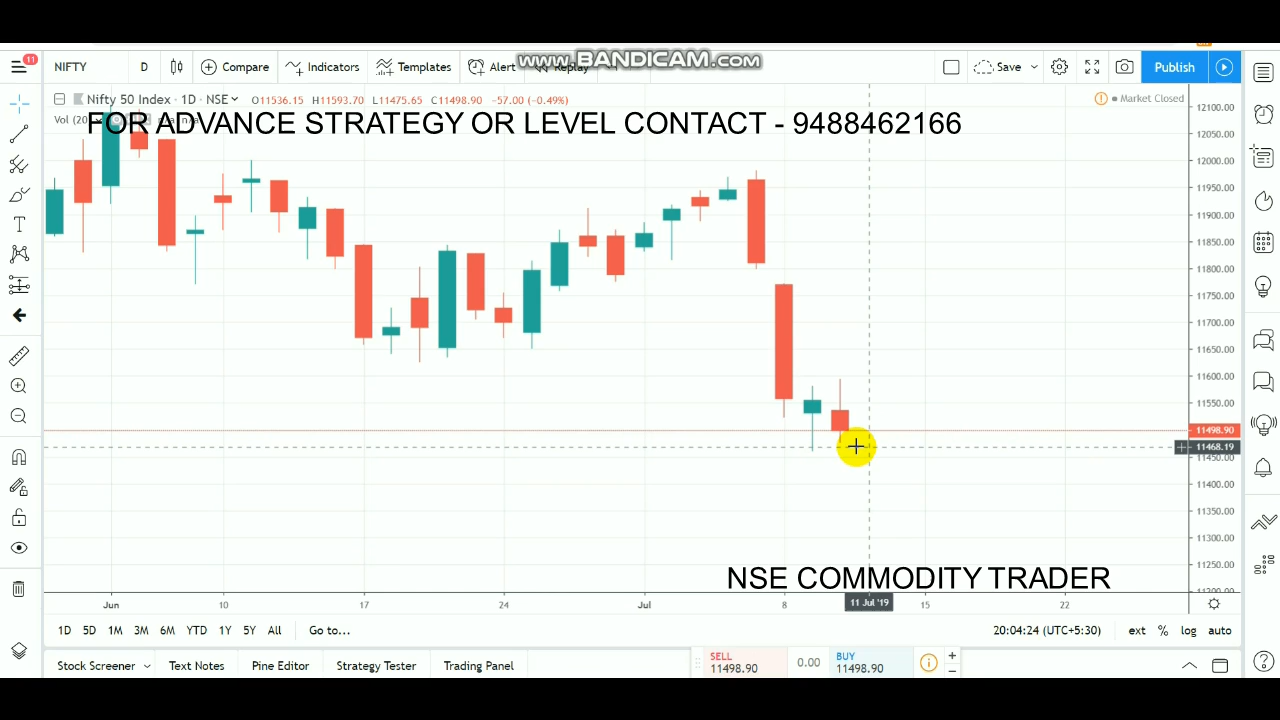 www.BANDICAM.com
11
NIFTY D Compare Indicators Templates Alert Replay Save Publish
Nifty 50 Index · 1D · NSE O11536.15 H11593.70 L11475.65 C11498.90 -57.00 (-0.49%) Market Closed
Vol (20) n/a
FOR ADVANCE STRATEGY OR LEVEL CONTACT - 9488462166
12100.00
12050.00
12000.00
11950.00
11900.00
11850.00
11800.00
11750.00
11700.00
11650.00
11600.00
11550.00
11498.90
11468.19
11450.00
11400.00
11350.00
11300.00
11250.00
11200.00
NSE COMMODITY TRADER
Jun 10 17 24 Jul 8 11 Jul '19 15 22
1D 5D 1M 3M 6M YTD 1Y 5Y All Go to... 20:04:24 (UTC+5:30) ext % log auto
Stock Screener Text Notes Pine Editor Strategy Tester Trading Panel
SELL 11498.90 0.00 BUY 11498.90